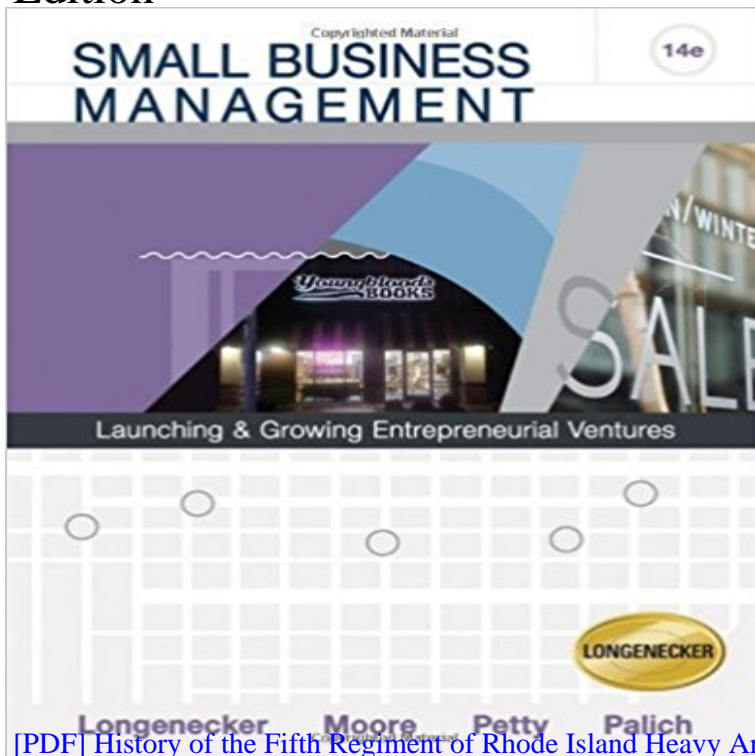 Edition
Copyrighted Material
SMALL BUSINESS
MANAGEMENT
14e
N/WINTE
Youngbloods
BOOKS
SALE
Launching & Growing Entrepreneurial Ventures
LONGENECKER
Longenecker Moore Petty Palich
[PDF] History of the Fifth Regiment of Rhode Island Heavy A